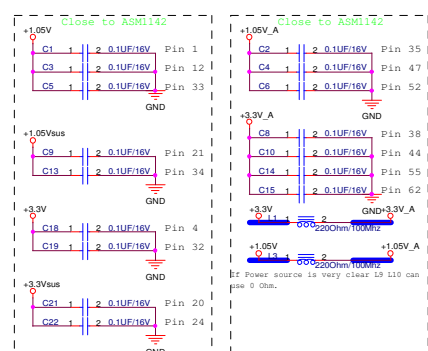 Close to ASM1142
+1.05V
C1 1 2 0.1UF/16V Pin 1
C3 1 2 0.1UF/16V Pin 12
C5 1 2 0.1UF/16V Pin 33
GND
+1.05Vsus
C9 1 2 0.1UF/16V Pin 21
C13 1 2 0.1UF/16V Pin 34
GND
+3.3V
C18 1 2 0.1UF/16V Pin 4
C19 1 2 0.1UF/16V Pin 32
GND
+3.3Vsus
C21 1 2 0.1UF/16V Pin 20
C22 1 2 0.1UF/16V Pin 24
GND
Close to ASM1142
+1.05V_A
C2 1 2 0.1UF/16V Pin 35
C4 1 2 0.1UF/16V Pin 47
C6 1 2 0.1UF/16V Pin 52
GND
+3.3V_A
C8 1 2 0.1UF/16V Pin 38
C10 1 2 0.1UF/16V Pin 44
C14 1 2 0.1UF/16V Pin 55
C15 1 2 0.1UF/16V Pin 62
GND
+3.3V +3.3V_A
L1 1 2
220Ohm/100Mhz
+1.05V +1.05V_A
L3 1 2
220Ohm/100Mhz
If Power source is very clear L9 L10 can
use 0 Ohm.